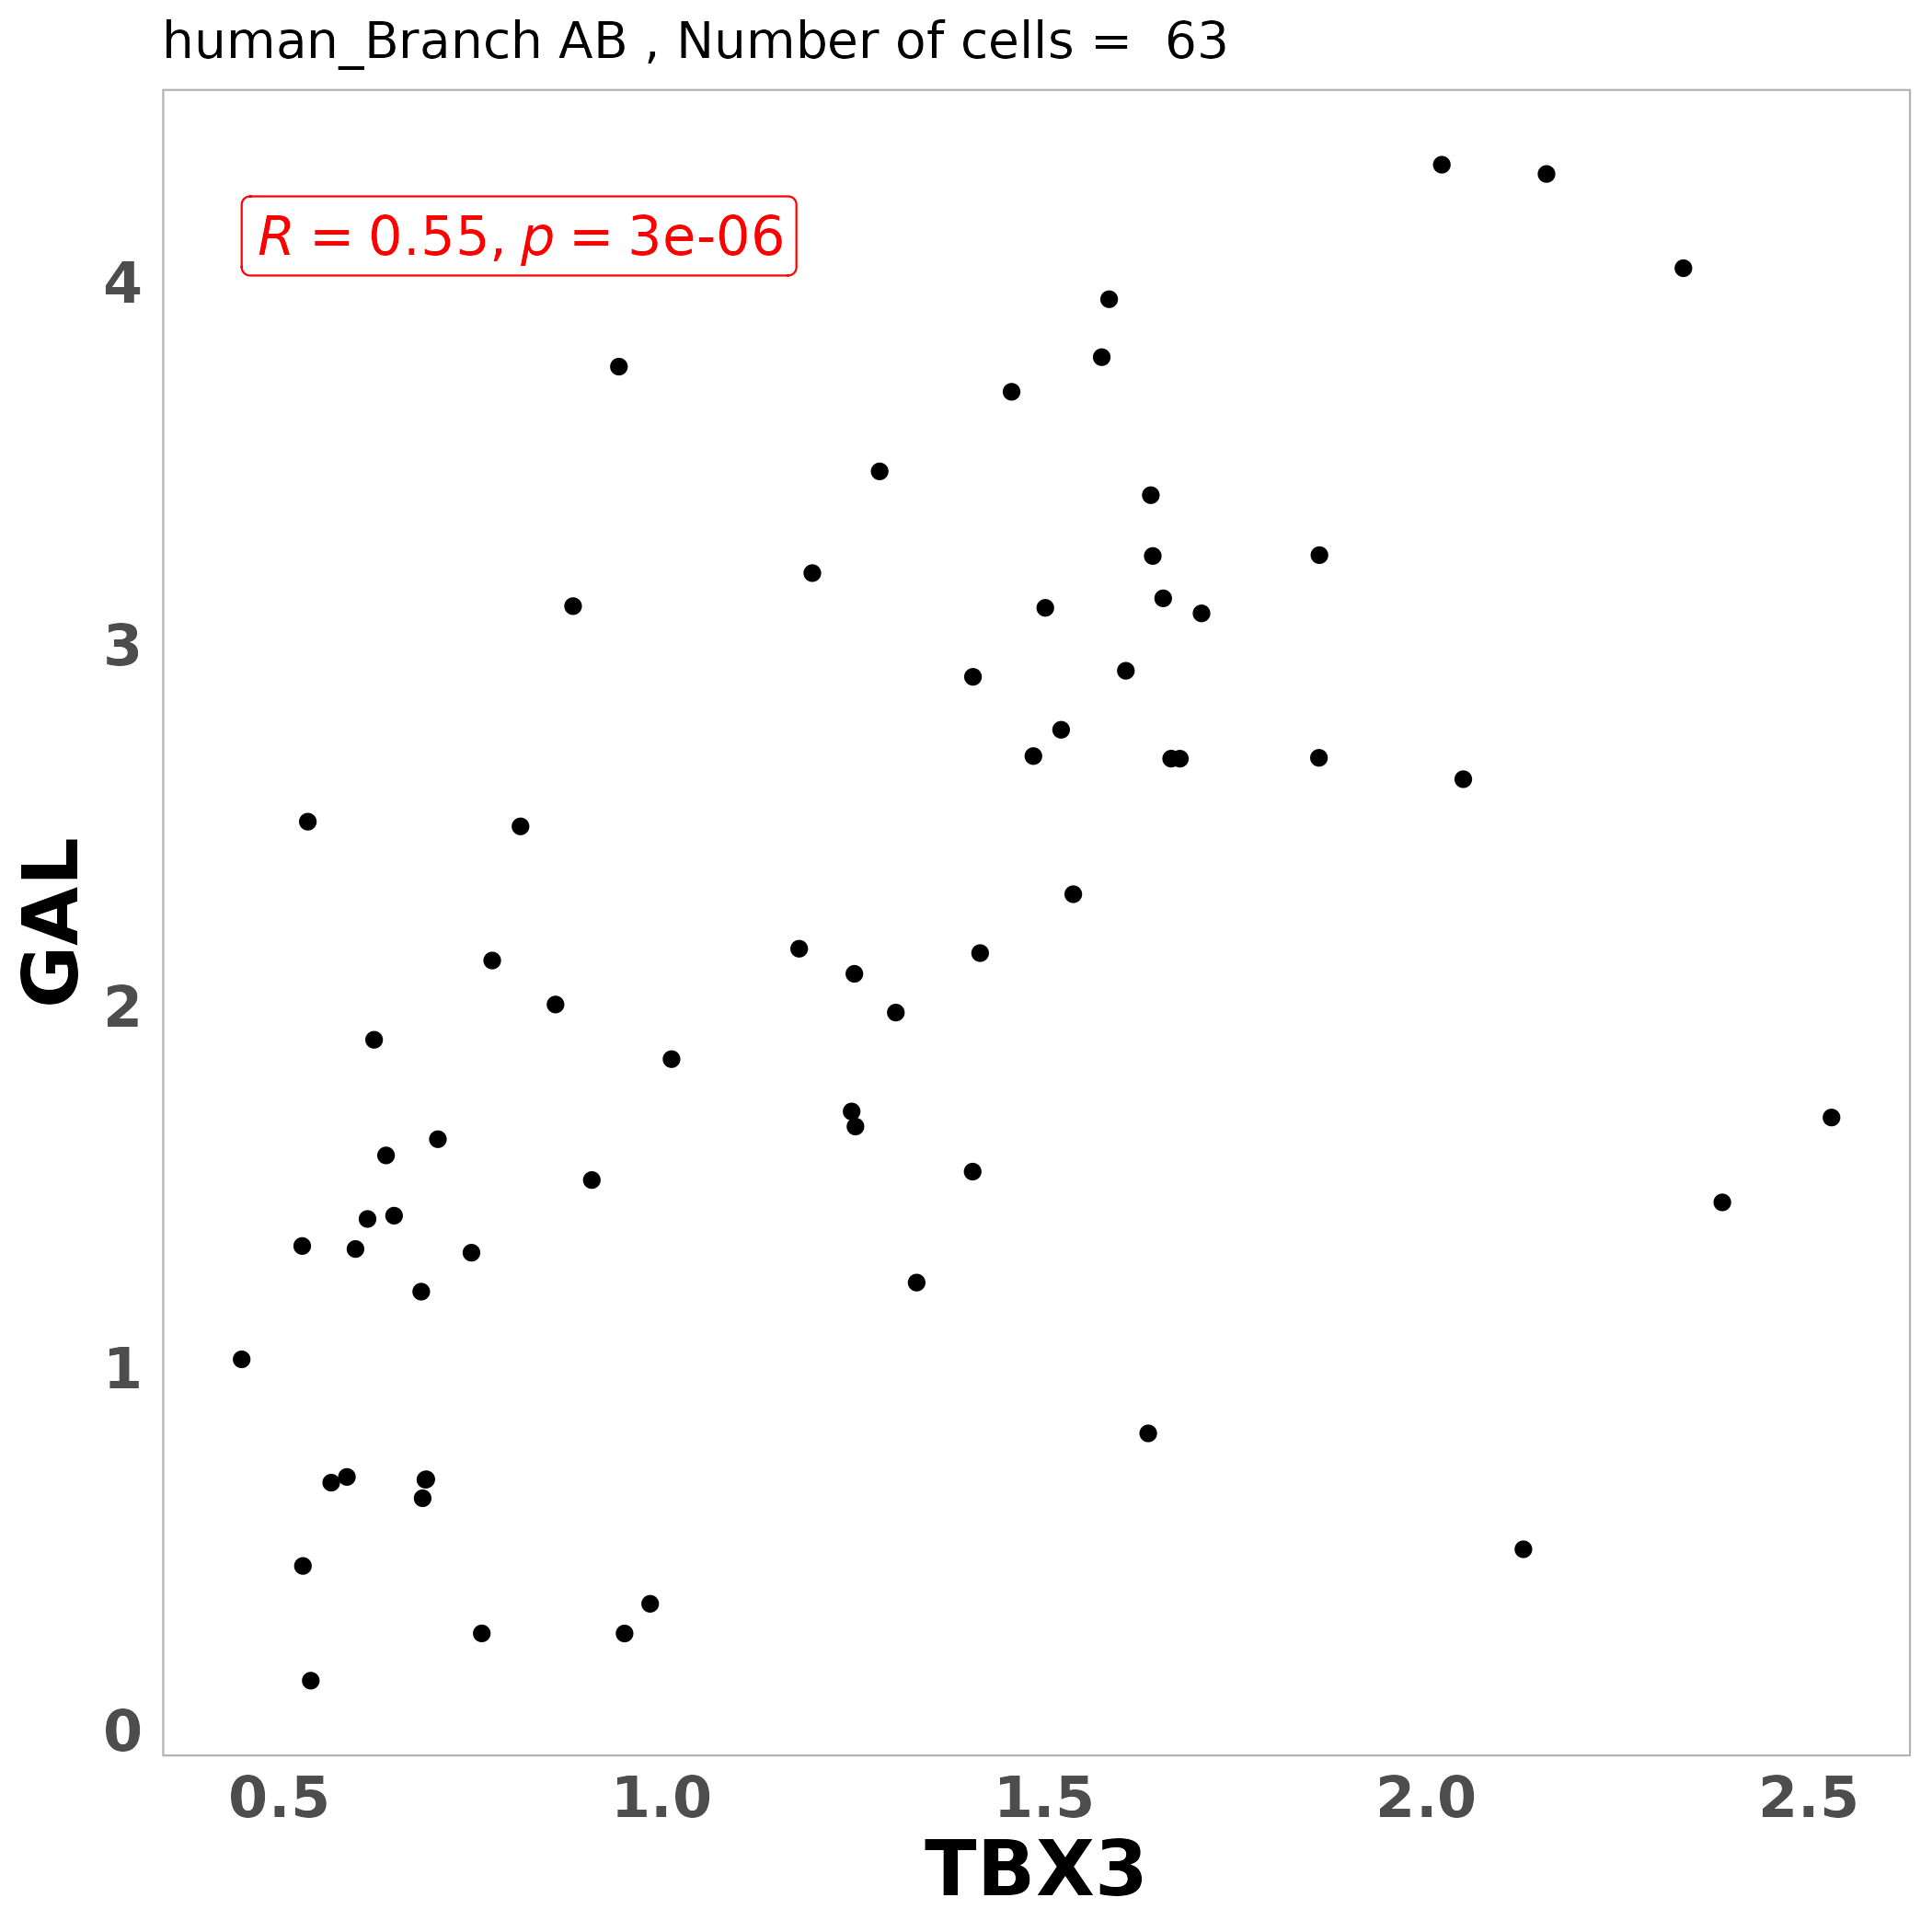 human_Branch AB , Number of cells =  63
R = 0.55, p = 3e-06
4
3
2
1
0
GAL
0.5 1.0 1.5 2.0 2.5
TBX3